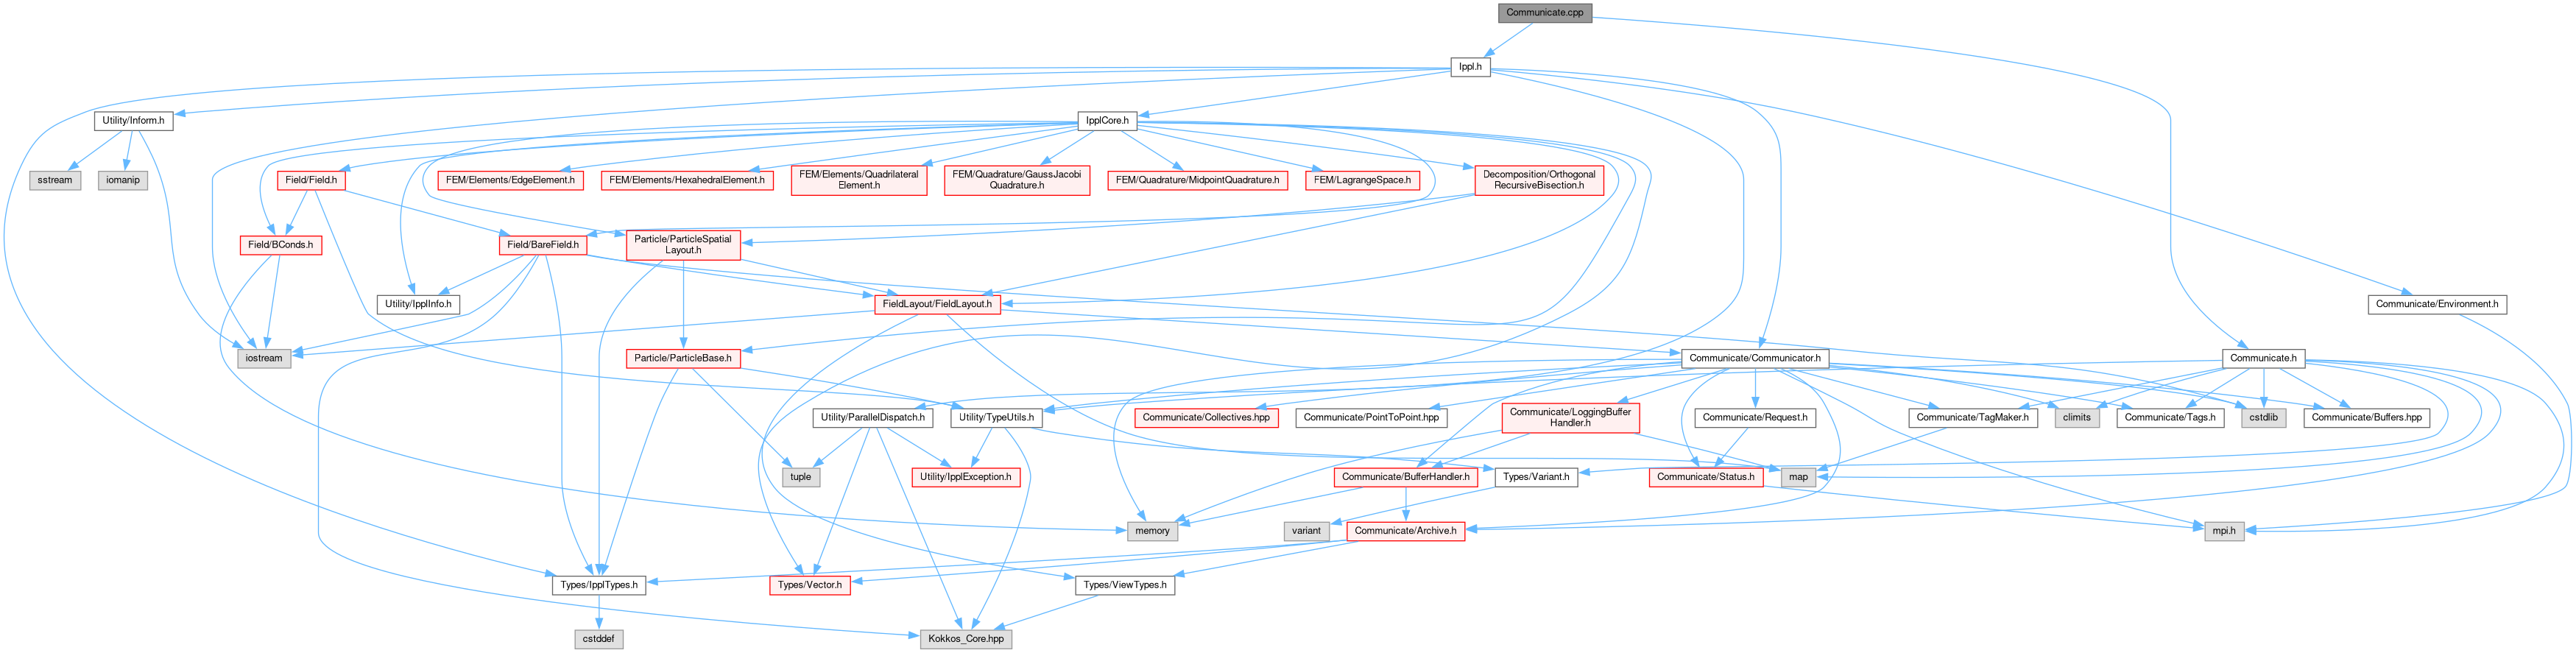 Communicate.cpp
Ippl.h
Utility/Inform.h
IpplCore.h
sstream
iomanip
Field/Field.h
FEM/Elements/EdgeElement.h
FEM/Elements/HexahedralElement.h
FEM/Elements/Quadrilateral
Element.h
FEM/Quadrature/GaussJacobi
Quadrature.h
FEM/Quadrature/MidpointQuadrature.h
FEM/LagrangeSpace.h
Decomposition/Orthogonal
RecursiveBisection.h
Field/BConds.h
Field/BareField.h
Particle/ParticleSpatial
Layout.h
Utility/IpplInfo.h
FieldLayout/FieldLayout.h
Communicate/Environment.h
iostream
Particle/ParticleBase.h
Communicate/Communicator.h
Communicate.h
Utility/ParallelDispatch.h
Utility/TypeUtils.h
Communicate/Collectives.hpp
Communicate/PointToPoint.hpp
Communicate/LoggingBuffer
Handler.h
Communicate/Request.h
Communicate/TagMaker.h
climits
Communicate/Tags.h
cstdlib
Communicate/Buffers.hpp
tuple
Utility/IpplException.h
Communicate/BufferHandler.h
Types/Variant.h
Communicate/Status.h
map
memory
variant
Communicate/Archive.h
mpi.h
Types/IpplTypes.h
Types/Vector.h
Types/ViewTypes.h
cstddef
Kokkos_Core.hpp